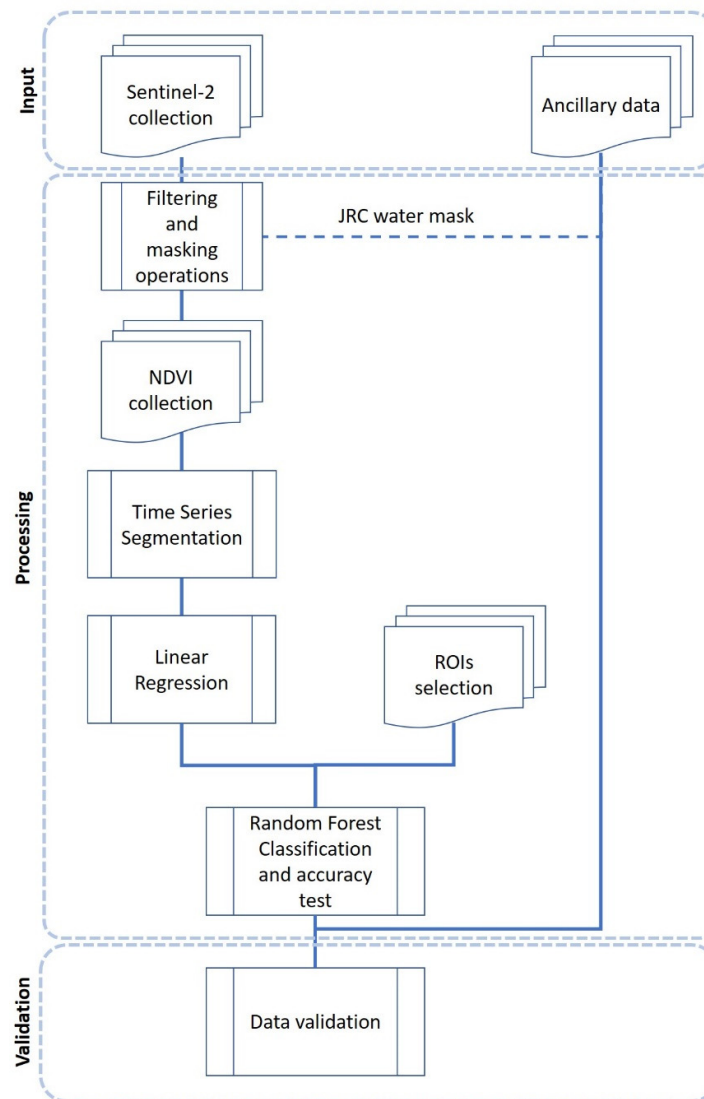 Input
Sentinel-2
collection
Ancillary data
Processing
Filtering
and
masking
operations
JRC water mask
NDVI
collection
Time Series
Segmentation
Linear
Regression
ROIs
selection
Random Forest
Classification
and accuracy
test
Validation
Data validation